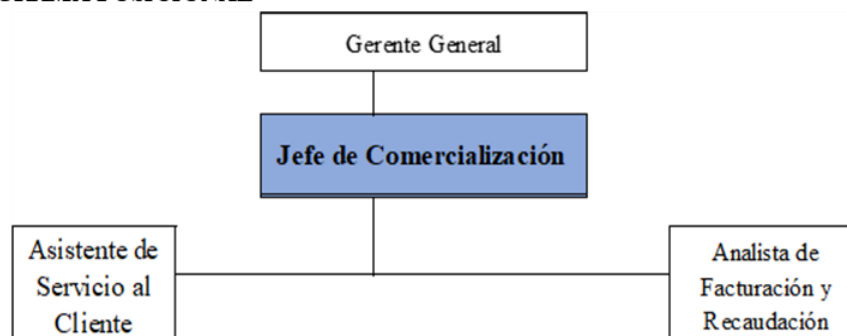 Gerente General
Jefe de Comercialización
Asistente de
Servicio al
Cliente
Analista de
Facturación y
Recaudación